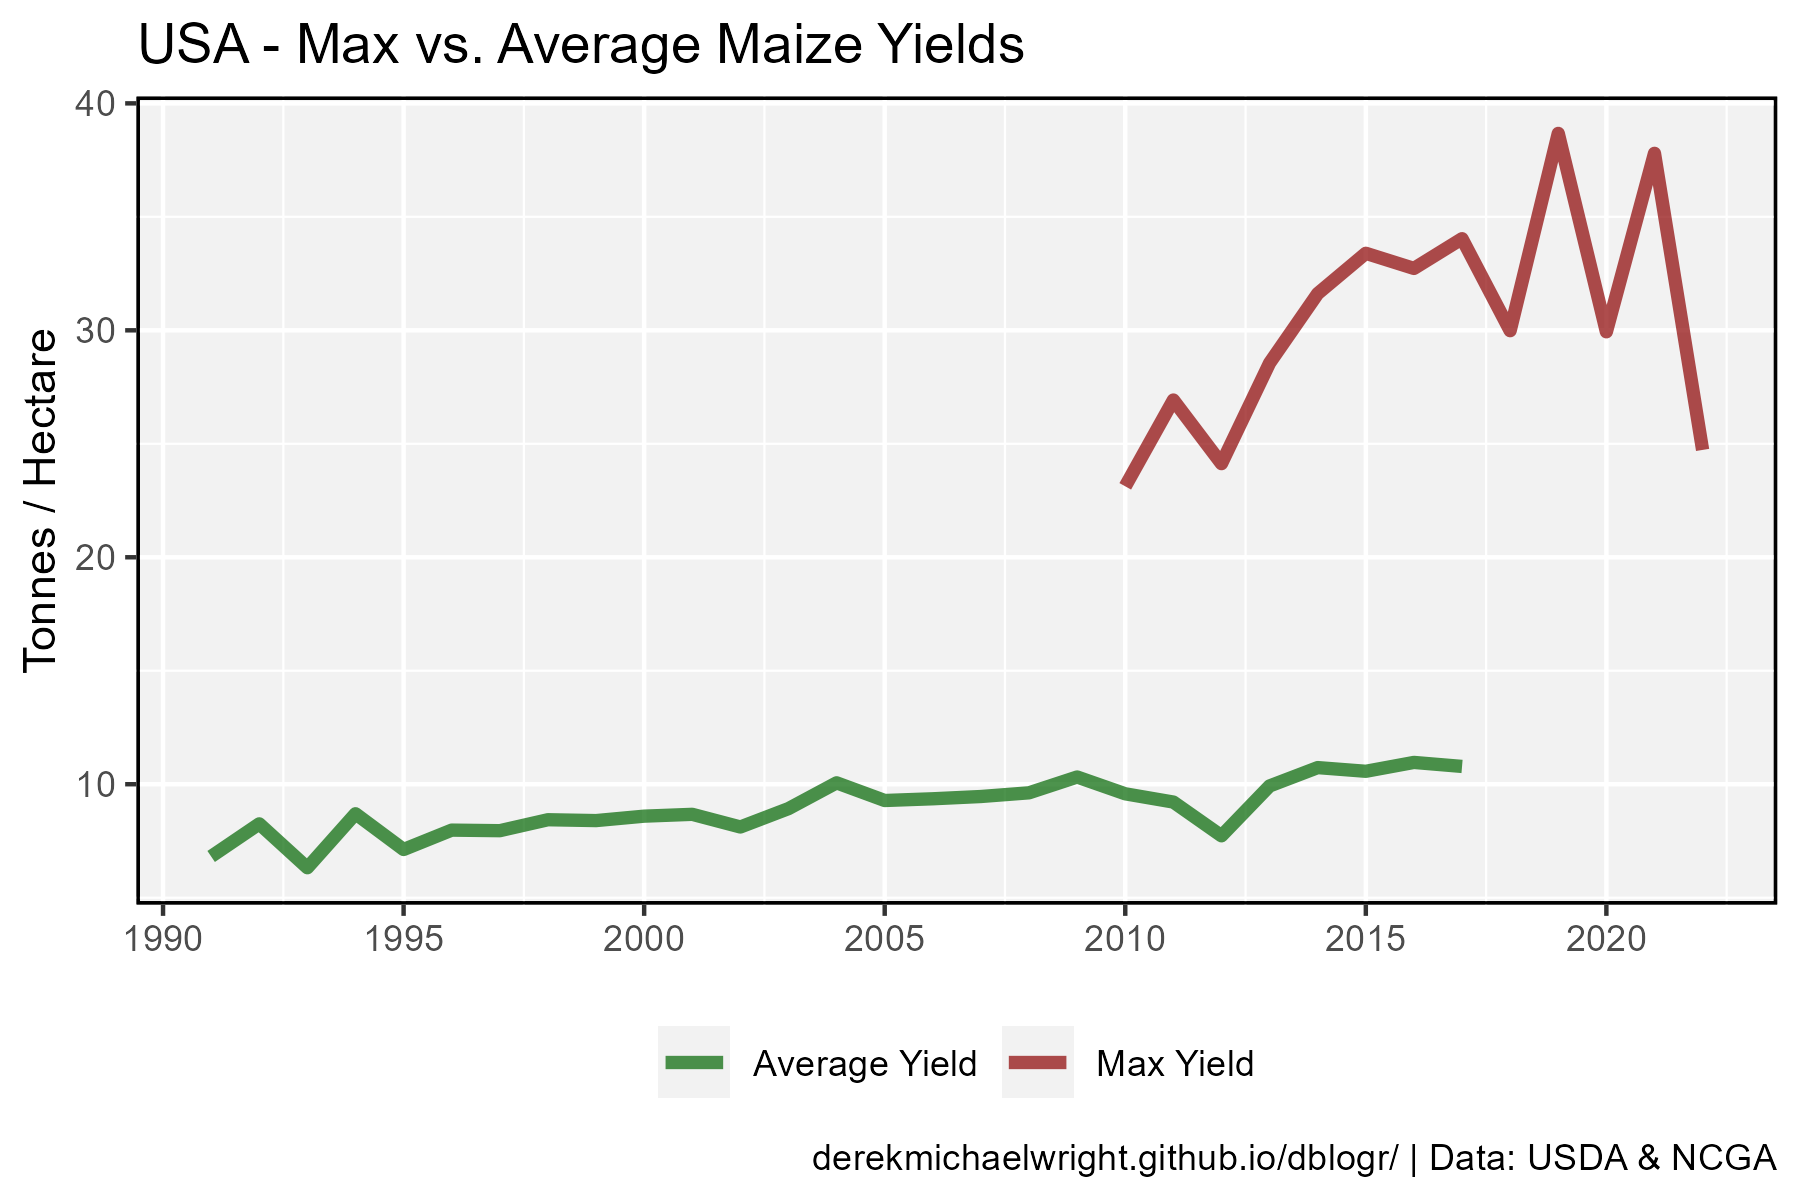 USA - Max vs. Average Maize Yields
Tonnes / Hectare
40
30
20
10
1990 1995 2000 2005 2010 2015 2020
Average Yield Max Yield
derekmichaelwright.github.io/dblogr/ | Data: USDA & NCGA